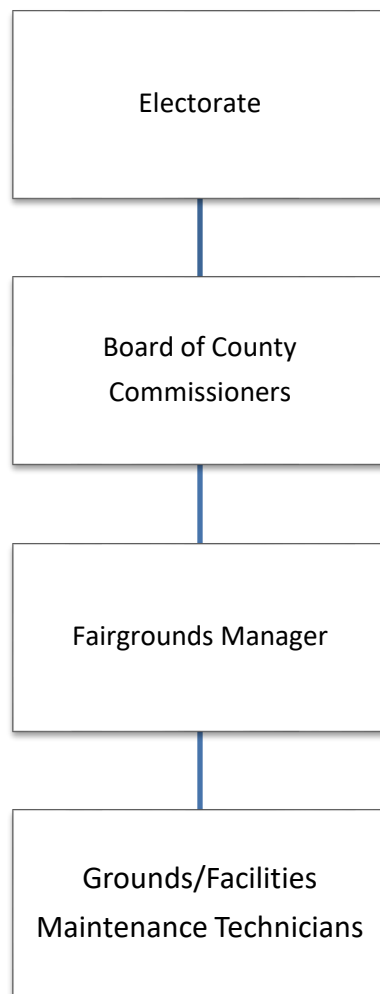 Electorate
Board of County
Commissioners
Fairgrounds Manager
Grounds/Facilities
Maintenance Technicians